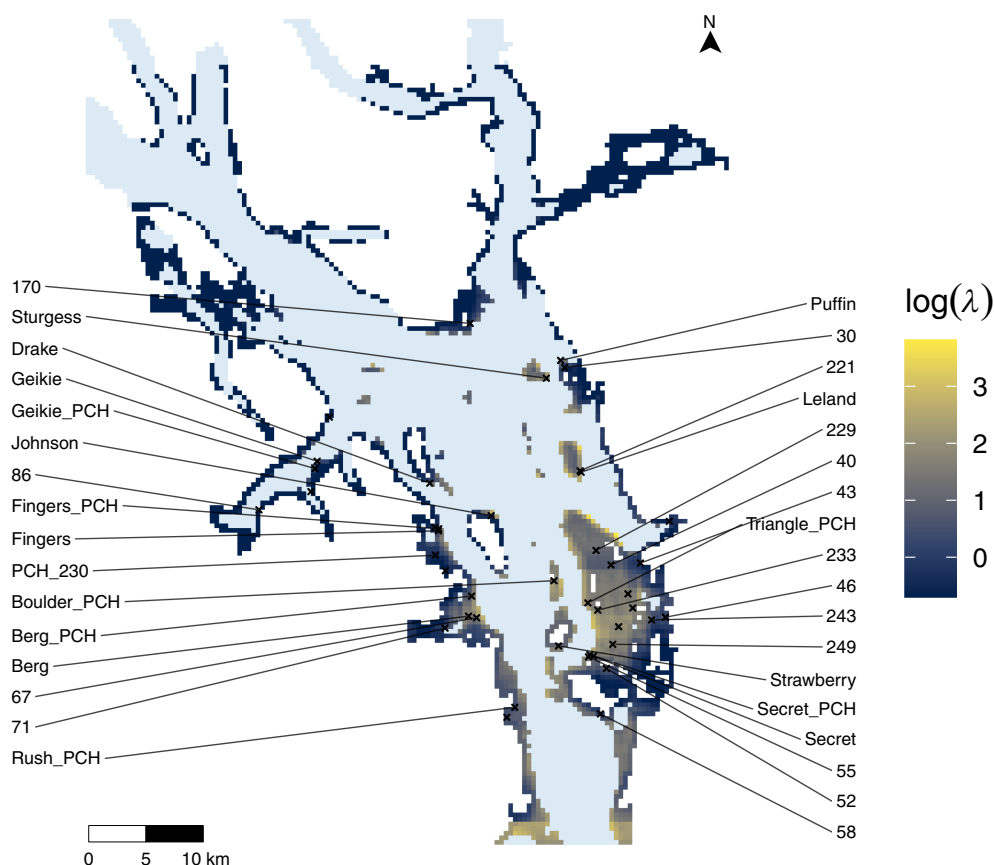 N
170
Sturgess
Drake
Geikie
Geikie_PCH
Johnson
86
Fingers_PCH
Fingers
PCH_230
Boulder_PCH
Berg_PCH
Berg
67
71
Rush_PCH
Puffin
30
221
Leland
229
40
43
Triangle_PCH
233
46
243
249
Strawberry
Secret_PCH
Secret
55
52
58
log(λ)
3
2
1
0
0 5 10 km